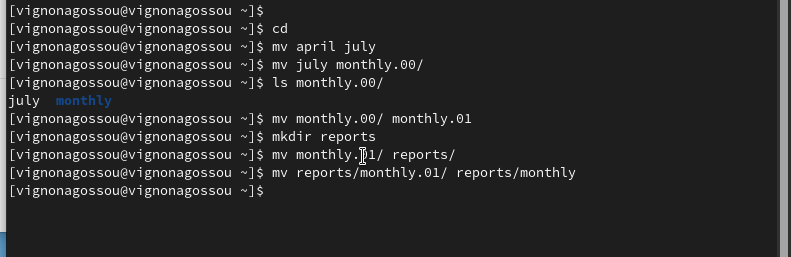 [vignonagossou@vignonagossou ~]$
[vignonagossou@vignonagossou ~]$ cd
[vignonagossou@vignonagossou ~]$ mv april july
[vignonagossou@vignonagossou ~]$ mv july monthly.00/
[vignonagossou@vignonagossou ~]$ ls monthly.00/
july  monthly
[vignonagossou@vignonagossou ~]$ mv monthly.00/ monthly.01
[vignonagossou@vignonagossou ~]$ mkdir reports
[vignonagossou@vignonagossou ~]$ mv monthly.01/ reports/
[vignonagossou@vignonagossou ~]$ mv reports/monthly.01/ reports/monthly
[vignonagossou@vignonagossou ~]$